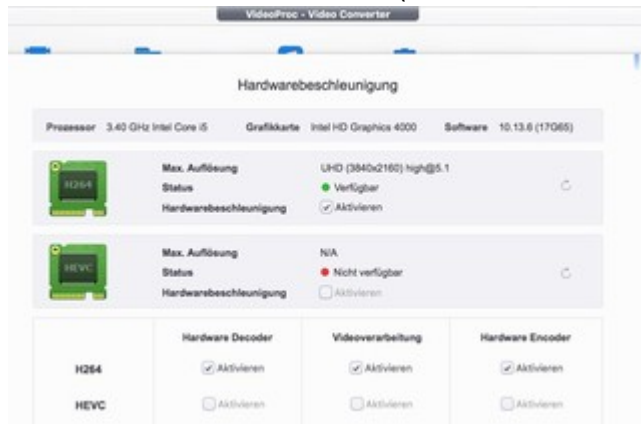 VideoProc - Video Converter
Hardwarebeschleunigung
Prozessor 3.40 GHz Intel Core i5 Grafikkarte Intel HD Graphics 4000 Software 10.13.6 (17G65)
H264
Max. Auflösung UHD (3840x2160) high@5.1
Status Verfügbar
Hardwarebeschleunigung Aktivieren
HEVC
Max. Auflösung N/A
Status Nicht verfügbar
Hardwarebeschleunigung Aktivieren
Hardware Decoder Videoverarbeitung Hardware Encoder
H264 Aktivieren Aktivieren Aktivieren
HEVC Aktivieren Aktivieren Aktivieren